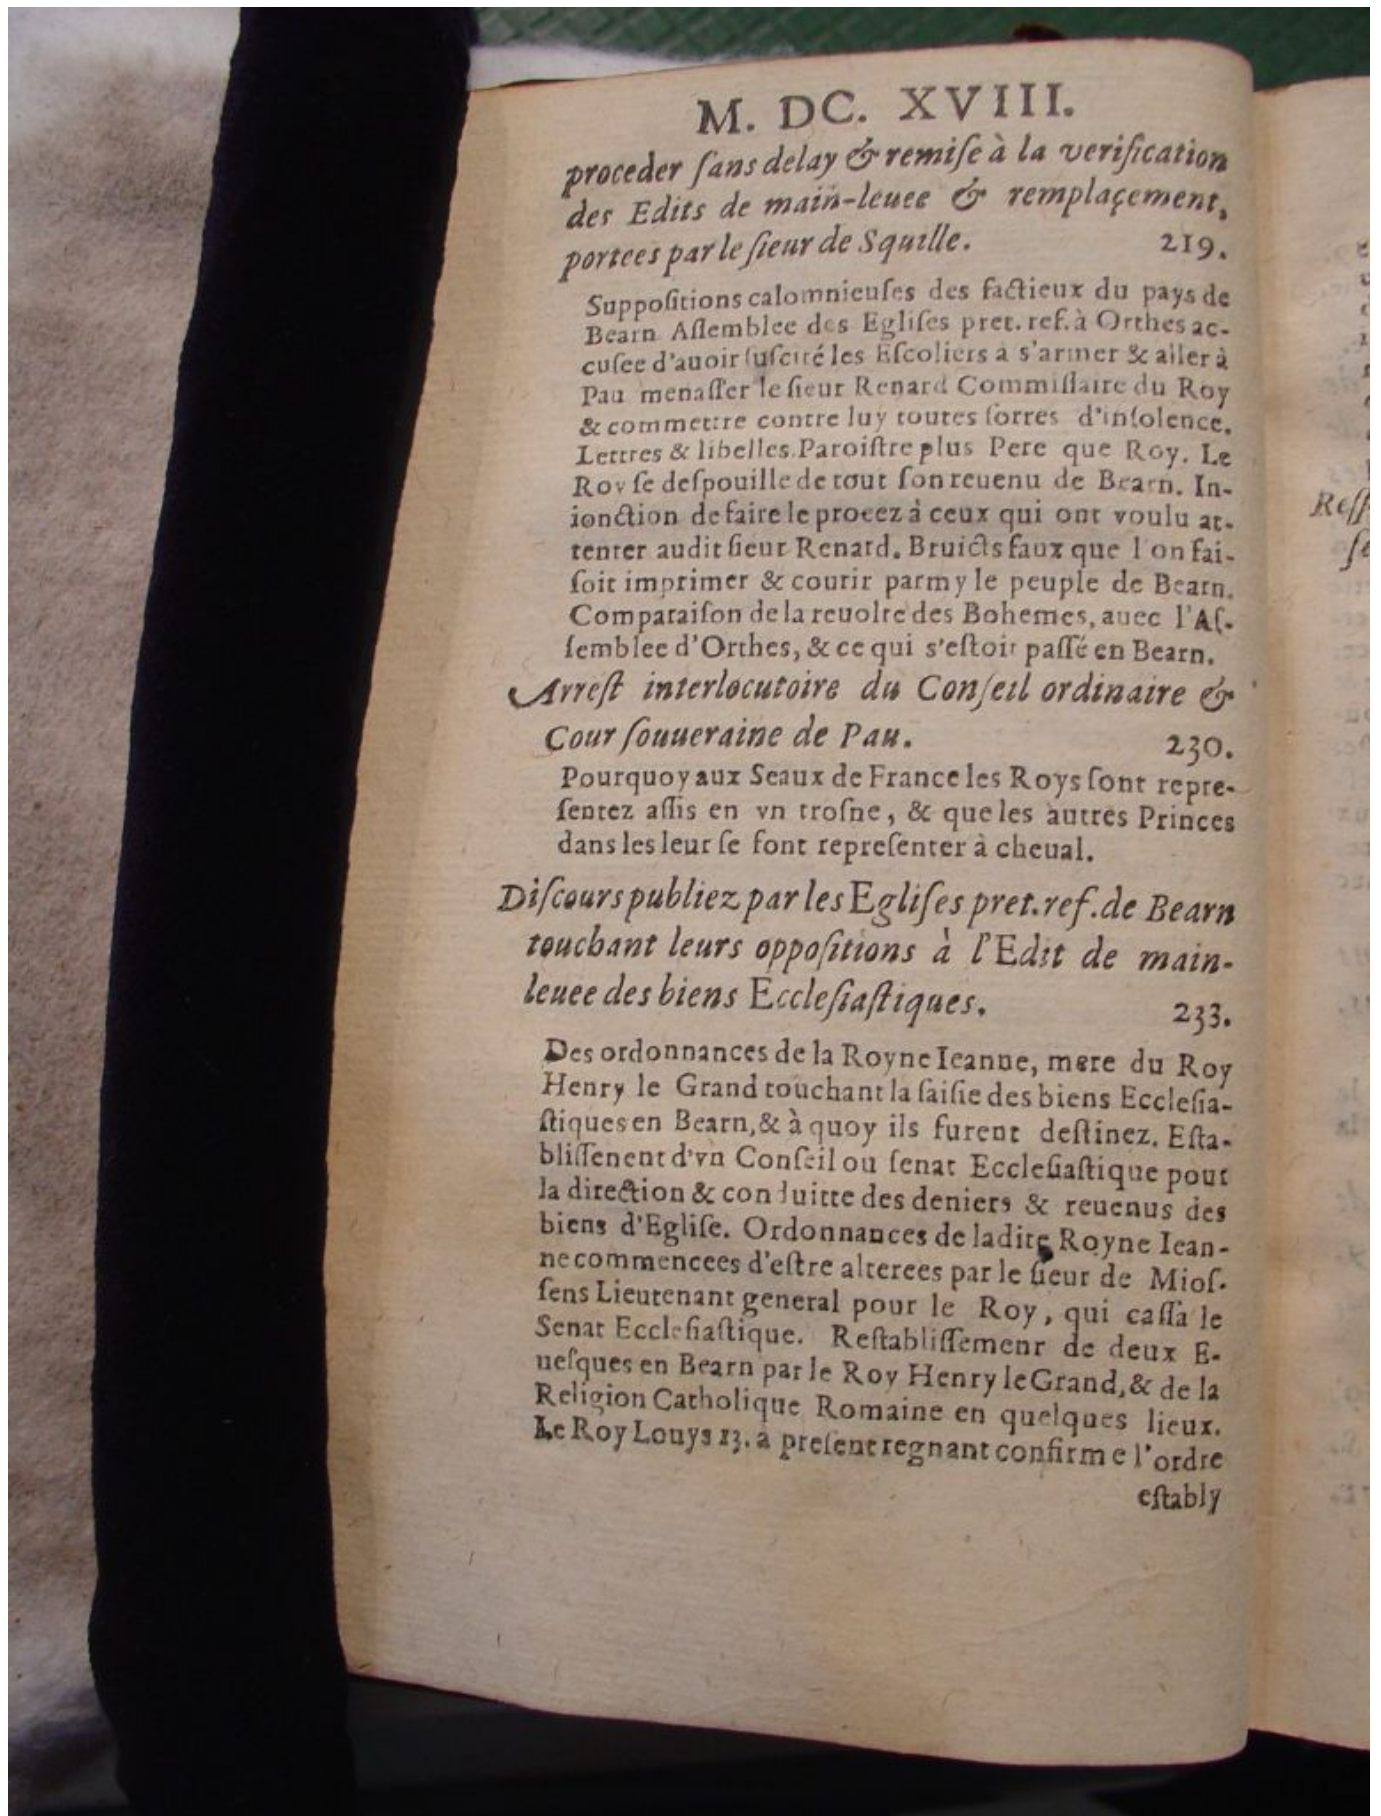 M. DC. XVIII.
proceder ſans delay & remiſe à la verification
des Edits de main-leuee & remplaçement,
portees par le ſieur de Squille. 219.
Suppoſitions calomnieuſes des factieux du pays de
Bearn Aſſemblee des Egliſes pret. ref. à Orthes ac-
cuſee d'auoir ſuſcité les Eſcoliers a s'armer & aller à
Pau menaſſer le ſieur Renard Commiſſaire du Roy
& commettre contre luy toutes ſortes d'inſolence.
Lettres & libelles. Paroiſtre plus Pere que Roy. Le
Roy ſe deſpouille de tout ſon reuenu de Bearn. In-
ionction de faire le procez à ceux qui ont voulu at-
tenter audit ſieur Renard. Bruicts faux que l'on fai-
ſoit imprimer & courir parmy le peuple de Bearn.
Comparaiſon de la reuolte des Bohemes, auec l'Aſ-
ſemblee d'Orthes, & ce qui s'eſtoit paſſé en Bearn.
Arreſt interlocutoire du Conſeil ordinaire &
Cour ſouueraine de Pau. 230.
Pourquoy aux Seaux de France les Roys ſont repre-
ſentez aſſis en vn troſne, & que les autres Princes
dans les leur ſe font repreſenter à cheual.
Diſcours publiez par les Egliſes pret. ref. de Bearn
touchant leurs oppoſitions à l'Edit de main-
leuee des biens Eccleſiaſtiques. 233.
Des ordonnances de la Royne Ieanne, mere du Roy
Henry le Grand touchant la ſaiſie des biens Eccleſia-
ſtiques en Bearn, & à quoy ils furent deſtinez. Eſta-
bliſſenent d'vn Conſeil ou ſenat Eccleſiaſtique pour
la direction & conduitte des deniers & reuenus des
biens d'Egliſe. Ordonnances de ladite Royne Iean-
ne commencees d'eſtre alterees par le ſieur de Mioſ-
ſens Lieutenant general pour le Roy, qui caſſa le
Senat Eccleſiaſtique. Reſtabliſſement de deux E-
ueſques en Bearn par le Roy Henry le Grand, & de la
Religion Catholique Romaine en quelques lieux.
Le Roy Louys 13. à preſent regnant confirme l'ordre
eſtably
Reſſ